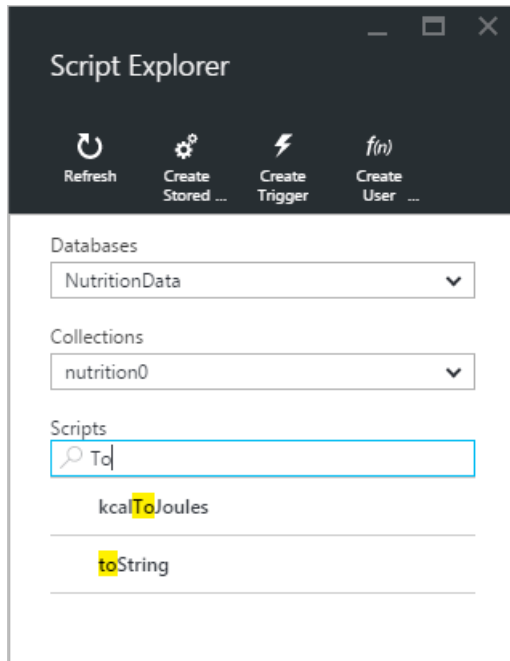 Script Explorer
Refresh
Create
Stored ...
Create
Trigger
f(n)
Create
User ...
Databases
NutritionData
Collections
nutrition0
Scripts
To
kcalToJoules
toString